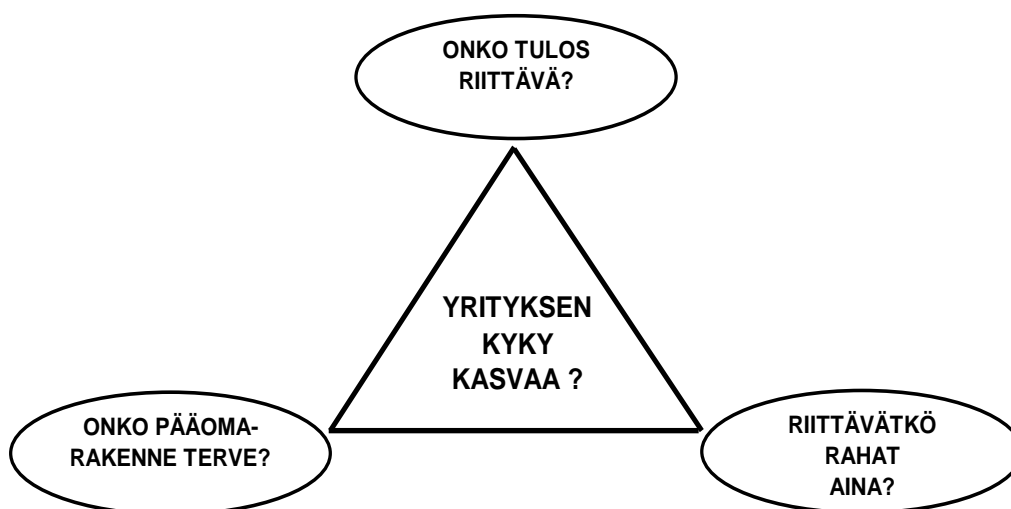 ONKO TULOS
RIITTÄVÄ?
YRITYKSEN
KYKY
KASVAA ?
ONKO PÄÄOMA-
RAKENNE TERVE?
RIITTÄVÄTKÖ
RAHAT
AINA?